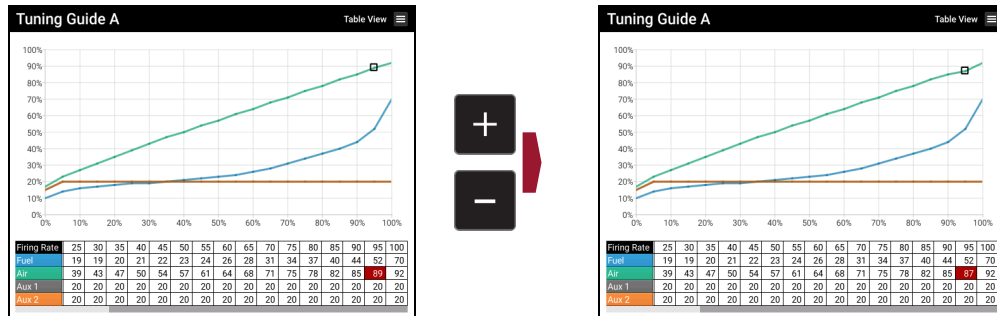 Tuning Guide A
Table View
100%
90%
80%
70%
60%
50%
40%
30%
20%
10%
0%
0% 10% 20% 30% 40% 50% 60% 70% 80% 90% 100%
Firing Rate 25 30 35 40 45 50 55 60 65 70 75 80 85 90 95 100
Fuel 19 19 20 21 22 23 24 26 28 31 34 37 40 44 52 70
Air 39 43 47 50 54 57 61 64 68 71 75 78 82 85 89 92
Aux 1 20 20 20 20 20 20 20 20 20 20 20 20 20 20 20 20
Aux 2 20 20 20 20 20 20 20 20 20 20 20 20 20 20 20 20
+
−
Tuning Guide A
Table View
100%
90%
80%
70%
60%
50%
40%
30%
20%
10%
0%
0% 10% 20% 30% 40% 50% 60% 70% 80% 90% 100%
Firing Rate 25 30 35 40 45 50 55 60 65 70 75 80 85 90 95 100
Fuel 19 19 20 21 22 23 24 26 28 31 34 37 40 44 52 70
Air 39 43 47 50 54 57 61 64 68 71 75 78 82 85 87 92
Aux 1 20 20 20 20 20 20 20 20 20 20 20 20 20 20 20 20
Aux 2 20 20 20 20 20 20 20 20 20 20 20 20 20 20 20 20